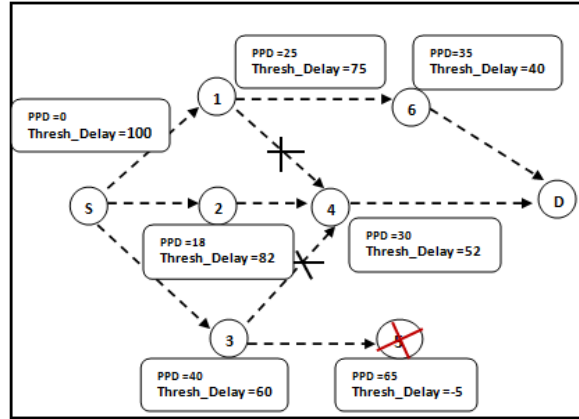 PPD =25
Thresh_Delay =75
PPD=35
Thresh_Delay =40
1
6
PPD =0
Thresh_Delay =100
S
2
4
D
PPD =18
Thresh_Delay =82
PPD =30
Thresh_Delay =52
3
5
PPD =40
Thresh_Delay =60
PPD =65
Thresh_Delay =-5